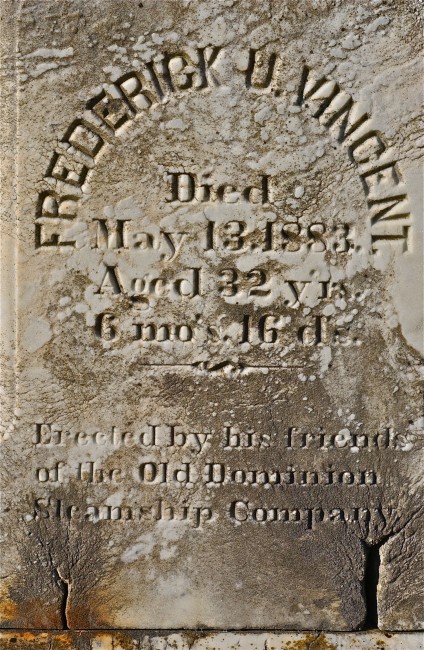 FREDERICK U. VINCENT
Died
May 13, 1883.
Aged 32 yrs.
6 mo's. 16 ds.
Erected by his friends
of the Old Dominion
Steamship Company.